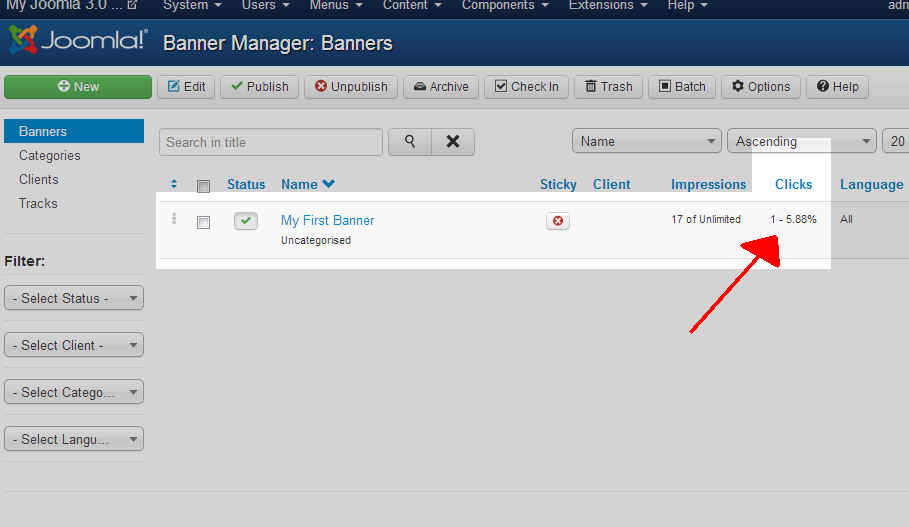 My Joomla 3.0 ... System Users Menus Content Components Extensions Help adn
Joomla!® Banner Manager: Banners
New Edit Publish Unpublish Archive Check In Trash Batch Options Help
Banners
Categories
Clients
Tracks
Filter:
- Select Status -
- Select Client -
- Select Catego...
- Select Langu...
Search in title Name Ascending 20
Status Name Sticky Client Impressions Clicks Language
My First Banner 17 of Unlimited 1 - 5.88% All
Uncategorised